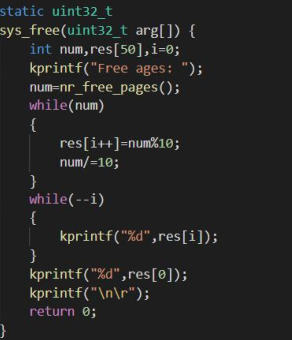 static uint32_t
sys_free(uint32_t arg[]) {
    int num,res[50],i=0;
    kprintf("Free ages: ");
    num=nr_free_pages();
    while(num)
    {
        res[i++]=num%10;
        num/=10;
    }
    while(--i)
    {
        kprintf("%d",res[i]);
    }
    kprintf("%d",res[0]);
    kprintf("\n\r");
    return 0;
}